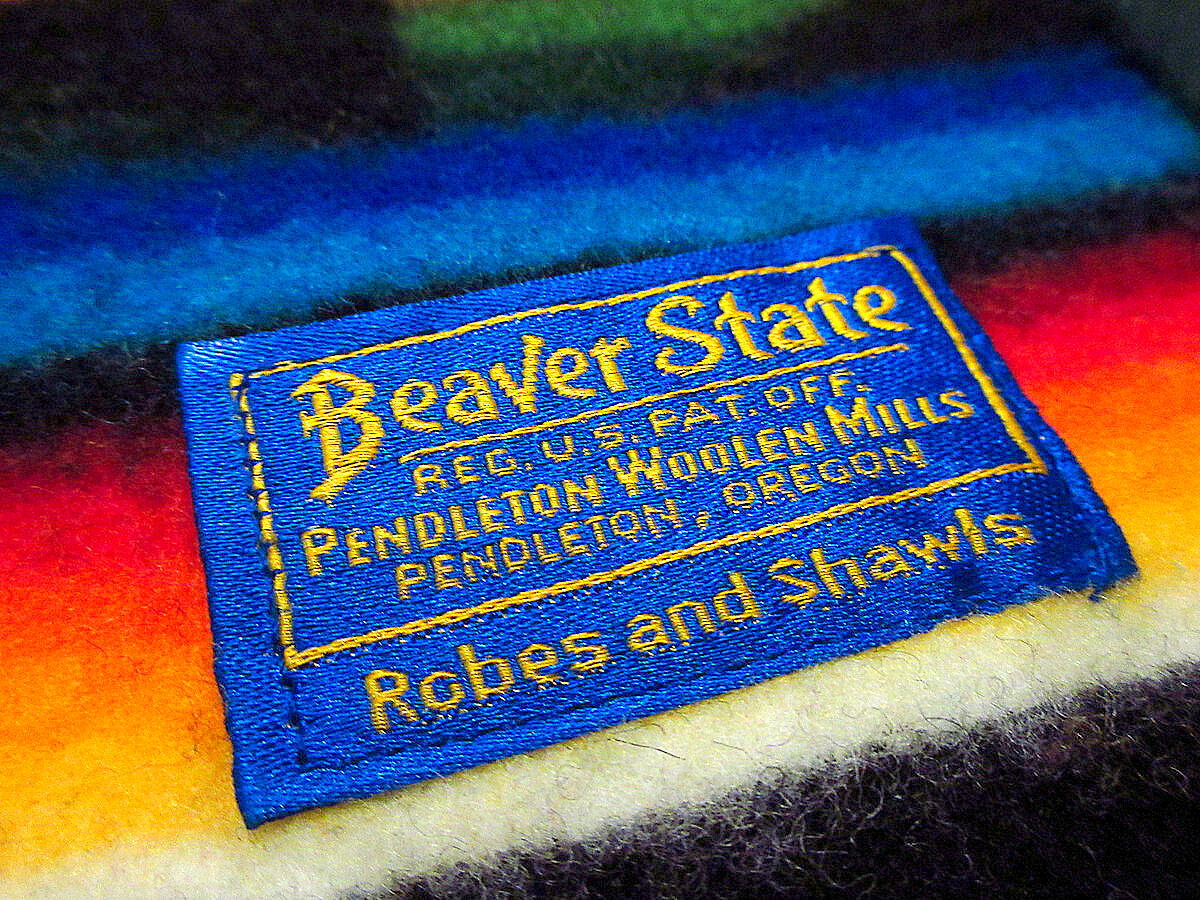 Beaver State
REG. U.S. PAT. OFF.
PENDLETON WOOLEN MILLS
PENDLETON, OREGON
Robes and Shawls